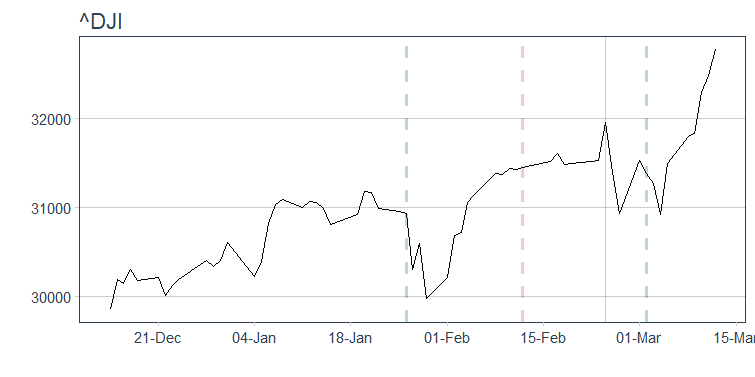 ^DJI
32000
31000
30000
21-Dec
04-Jan
18-Jan
01-Feb
15-Feb
01-Mar
15-Mar